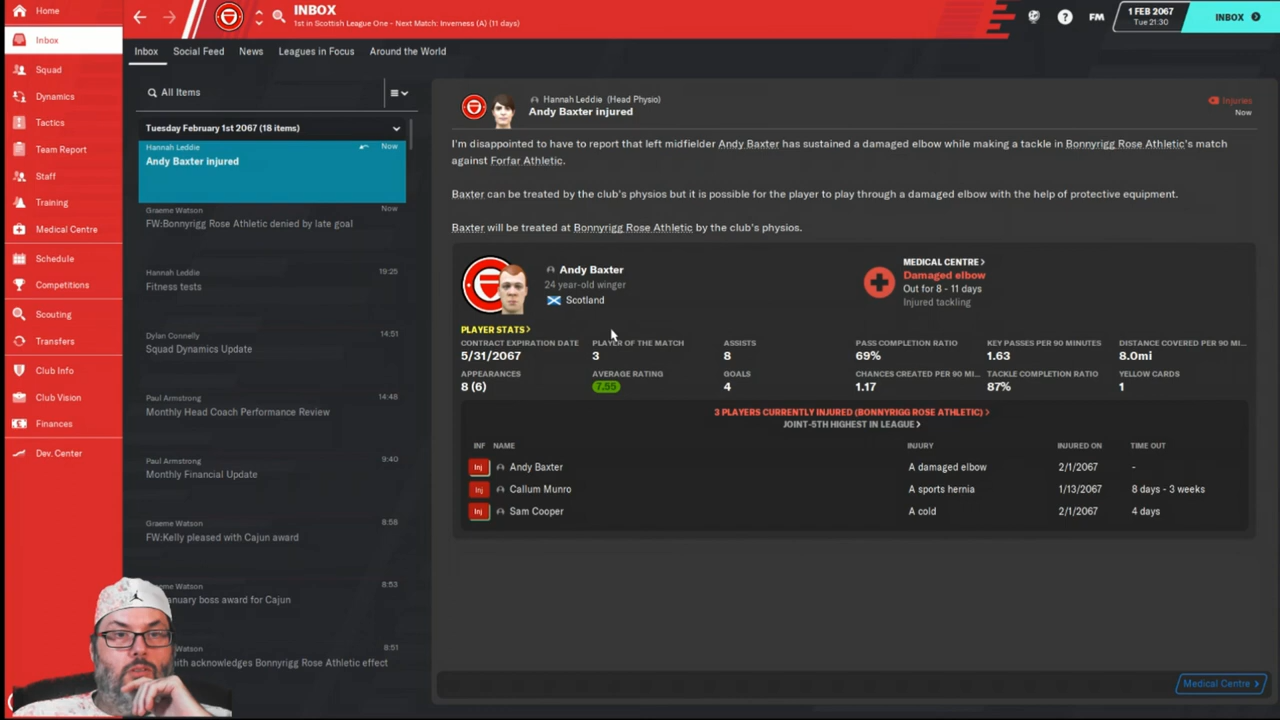 Home
Inbox
Squad
Dynamics
Tactics
Team Report
Staff
Training
Medical Centre
Schedule
Competitions
Scouting
Transfers
Club Info
Club Vision
Finances
Dev. Center
INBOX
1st in Scottish League One - Next Match: Inverness (A) (11 days)
?
FM
1 FEB 2067
Tue 21:30
INBOX
Inbox Social Feed News Leagues in Focus Around the World
All Items
Tuesday February 1st 2067 (18 items)
Hannah Leddie Now
Andy Baxter injured
Graeme Watson Now
FW:Bonnyrigg Rose Athletic denied by late goal
Hannah Leddie 19:25
Fitness tests
Dylan Connelly 14:51
Squad Dynamics Update
Paul Armstrong 14:48
Monthly Head Coach Performance Review
Paul Armstrong 9:40
Monthly Financial Update
Graeme Watson 8:58
FW:Kelly pleased with Cajun award
Watson 8:53
boss award for Cajun
Watson 8:51
acknowledges Bonnyrigg Rose Athletic effect
Hannah Leddie (Head Physio)
Andy Baxter injured
Injuries
Now
I'm disappointed to have to report that left midfielder Andy Baxter has sustained a damaged elbow while making a tackle in Bonnyrigg Rose Athletic's match
against Forfar Athletic.
Baxter can be treated by the club's physios but it is possible for the player to play through a damaged elbow with the help of protective equipment.
Baxter will be treated at Bonnyrigg Rose Athletic by the club's physios.
Andy Baxter
24 year-old winger
Scotland
MEDICAL CENTRE >
Damaged elbow
Out for 8 - 11 days
Injured tackling
PLAYER STATS >
CONTRACT EXPIRATION DATE PLAYER OF THE MATCH ASSISTS PASS COMPLETION RATIO KEY PASSES PER 90 MINUTES DISTANCE COVERED PER 90 MI...
5/31/2067 3 8 69% 1.63 8.0mi
APPEARANCES AVERAGE RATING GOALS CHANCES CREATED PER 90 MI... TACKLE COMPLETION RATIO YELLOW CARDS
8 (6) 7.55 4 1.17 87% 1
3 PLAYERS CURRENTLY INJURED (BONNYRIGG ROSE ATHLETIC) >
JOINT-5TH HIGHEST IN LEAGUE >
INF NAME INJURY INJURED ON TIME OUT
Inj Andy Baxter A damaged elbow 2/1/2067 -
Inj Callum Munro A sports hernia 1/13/2067 8 days - 3 weeks
Inj Sam Cooper A cold 2/1/2067 4 days
Medical Centre >